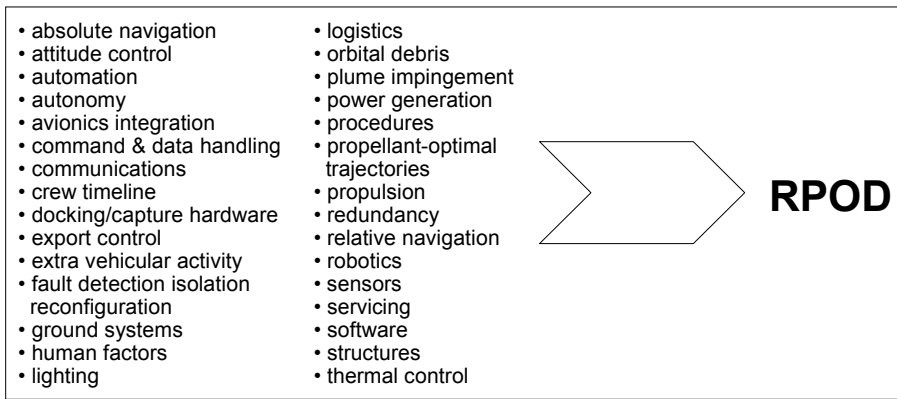 • absolute navigation
• attitude control
• automation
• autonomy
• avionics integration
• command & data handling
• communications
• crew timeline
• docking/capture hardware
• export control
• extra vehicular activity
• fault detection isolation
reconfiguration
• ground systems
• human factors
• lighting
• logistics
• orbital debris
• plume impingement
• power generation
• procedures
• propellant-optimal
trajectories
• propulsion
• redundancy
• relative navigation
• robotics
• sensors
• servicing
• software
• structures
• thermal control
RPOD